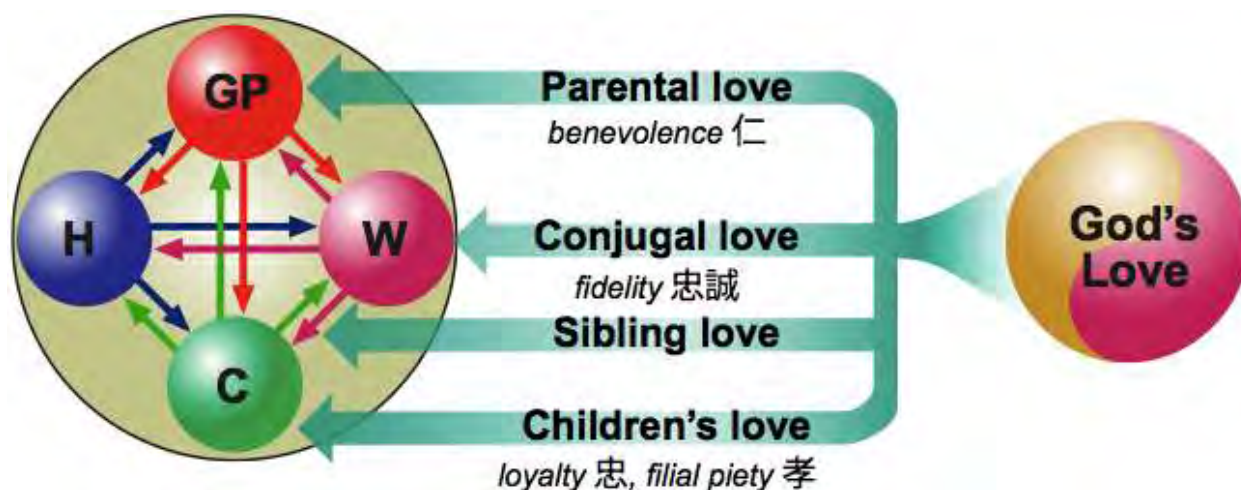 GP
H
W
C
Parental love
benevolence 仁
Conjugal love
fidelity 忠誠
Sibling love
Children's love
loyalty 忠, filial piety 孝
God's
Love